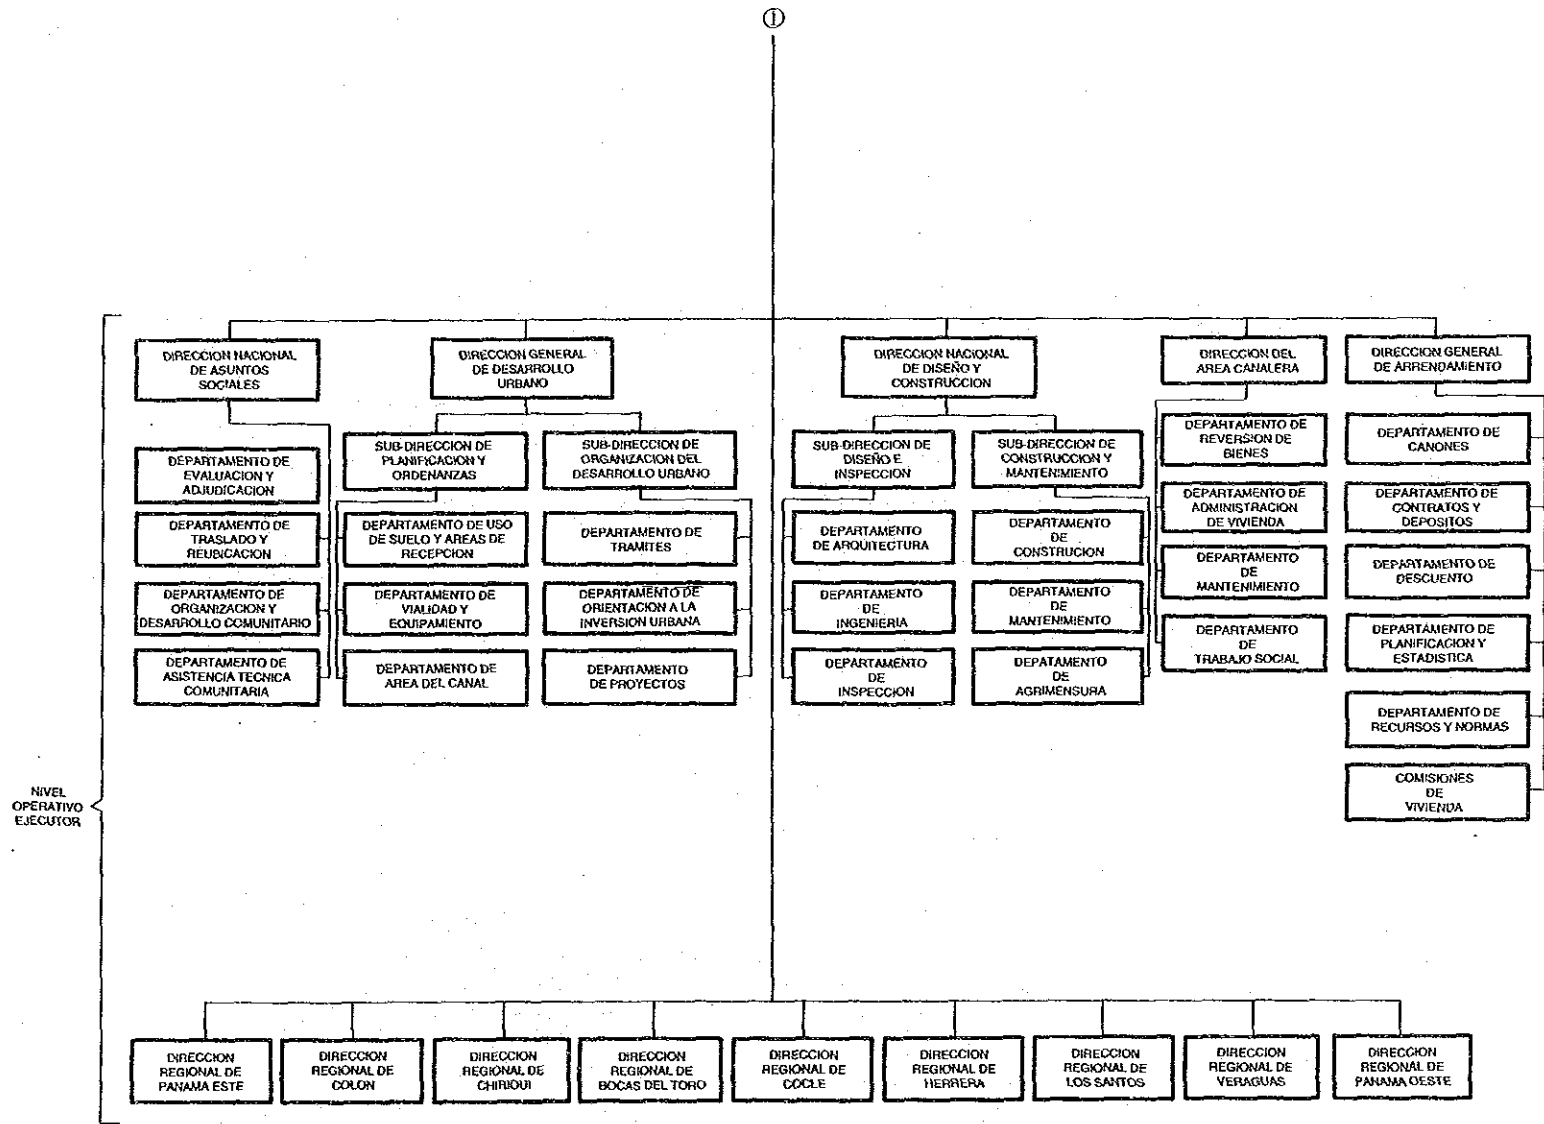 ①
DIRECCION NACIONAL
DE ASUNTOS
SOCIALES
DIRECCION GENERAL
DE DESARROLLO
URBANO
DIRECCION NACIONAL
DE DISEÑO Y
CONSTRUCCION
DIRECCION DEL
AREA CANALERA
DIRECCION GENERAL
DE ARRENDAMIENTO
DEPARTAMENTO DE
EVALUACION Y
ADJUDICACION
DEPARTAMENTO DE
TRASLADO Y
REUBICACION
DEPARTAMENTO DE
ORGANIZACION Y
DESARROLLO COMUNITARIO
DEPARTAMENTO DE
ASISTENCIA TECNICA
COMUNITARIA
SUB-DIRECCION DE
PLANIFICACION Y
ORDENANZAS
DEPARTAMENTO DE USO
DE SUELO Y AREAS DE
RECEPCION
DEPARTAMENTO DE
VIALIDAD Y
EQUIPAMIENTO
DEPARTAMENTO DE
AREA DEL CANAL
SUB-DIRECCION DE
ORGANIZACION DEL
DESARROLLO URBANO
DEPARTAMENTO DE
TRAMITES
DEPARTAMENTO DE
ORIENTACION A LA
INVERSION URBANA
DEPARTAMENTO
DE PROYECTOS
SUB-DIRECCION DE
DISEÑO E
INSPECCION
DEPARTAMENTO
DE ARQUITECTURA
DEPARTAMENTO
DE
INGENIERIA
DEPARTAMENTO
DE
INSPECCION
SUB-DIRECCION DE
CONSTRUCCION Y
MANTENIMIENTO
DEPARTAMENTO
DE
CONSTRUCION
DEPARTAMENTO
DE
MANTENIMIENTO
DEPATAMENTO
DE
AGRIMENSURA
DEPARTAMENTO DE
REVERSION DE
BIENES
DEPARTAMENTO DE
ADMINISTRACION
DE VIVIENDA
DEPARTAMENTO
DE
MANTENIMIENTO
DEPARTAMENTO
DE
TRABAJO SOCIAL
DEPARTAMENTO DE
CANONES
DEPARTAMENTO DE
CONTRATOS Y
DEPOSITOS
DEPARTAMENTO DE
DESCUENTO
DEPARTAMENTO DE
PLANIFICACION Y
ESTADISTICA
DEPARTAMENTO DE
RECURSOS Y NORMAS
COMISIONES
DE
VIVIENDA
NIVEL
OPERATIVO
EJECUTOR
DIRECCION
REGIONAL DE
PANAMA ESTE
DIRECCION
REGIONAL DE
COLON
DIRECCION
REGIONAL DE
CHIRIQUI
DIRECCION
REGIONAL DE
BOCAS DEL TORO
DIRECCION
REGIONAL DE
COCLE
DIRECCION
REGIONAL DE
HERRERA
DIRECCION
REGIONAL DE
LOS SANTOS
DIRECCION
REGIONAL DE
VERAGUAS
DIRECCION
REGIONAL DE
PANAMA OESTE